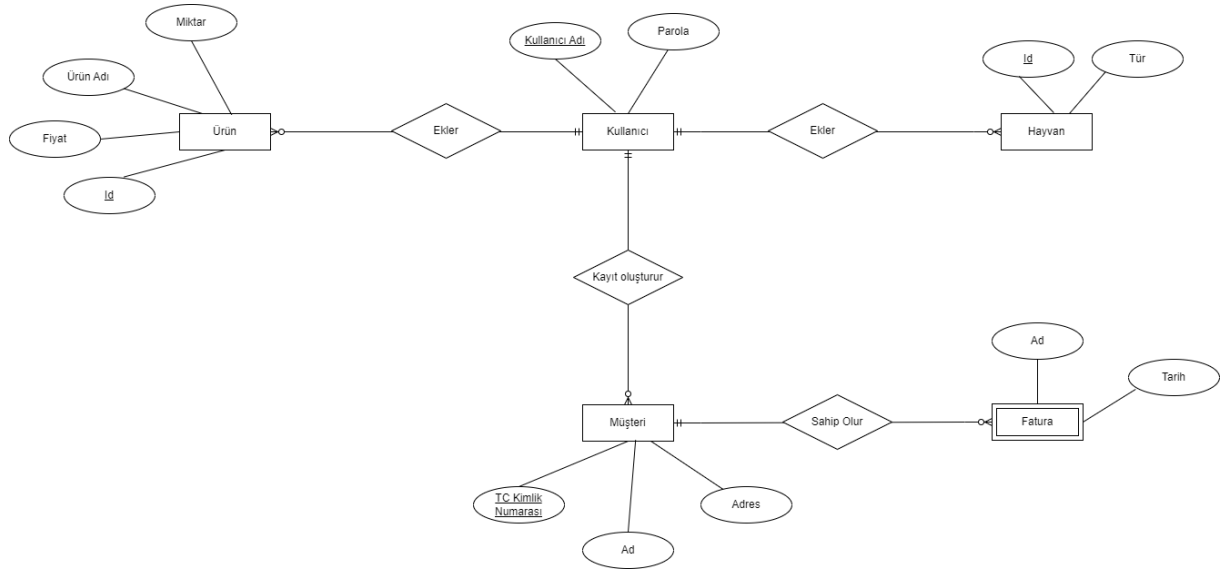 Miktar
Kullanıcı Adı
Parola
Ürün Adı
Id
Tür
Fiyat
Ürün
Ekler
Kullanıcı
Ekler
Hayvan
Id
Kayıt oluşturur
Ad
Tarih
Müşteri
Sahip Olur
Fatura
TC Kimlik
Numarası
Adres
Ad